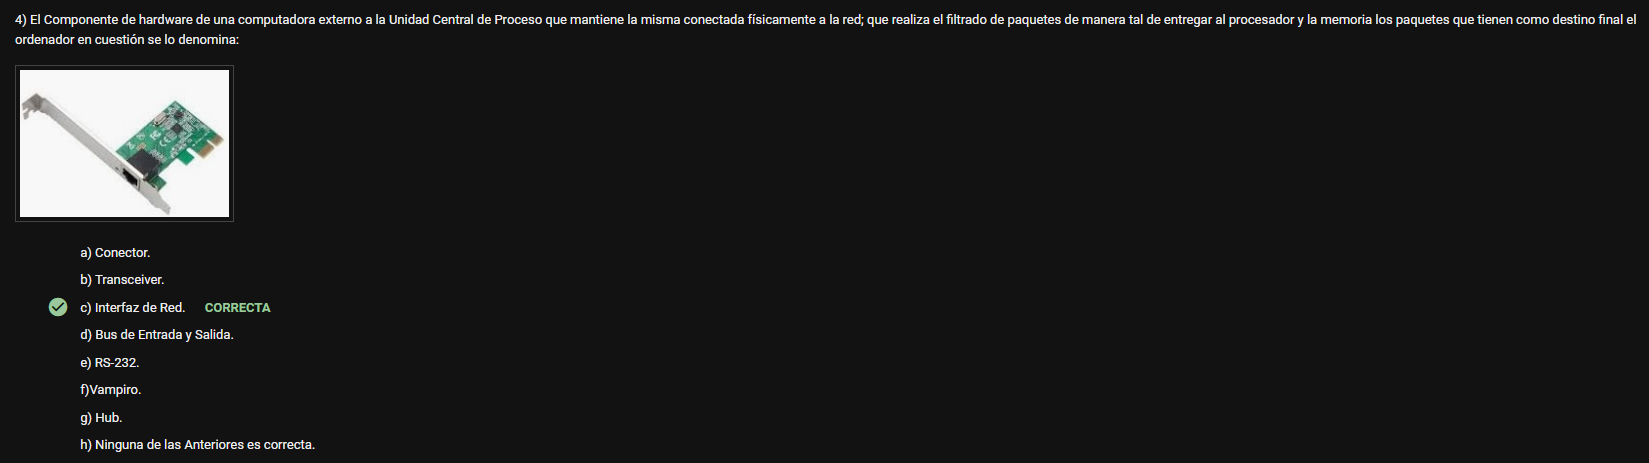 4) El Componente de hardware de una computadora externo a la Unidad Central de Proceso que mantiene la misma conectada físicamente a la red; que realiza el filtrado de paquetes de manera tal de entregar al procesador y la memoria los paquetes que tienen como destino final el
ordenador en cuestión se lo denomina:
a) Conector.
b) Transceiver.
c) Interfaz de Red. CORRECTA
d) Bus de Entrada y Salida.
e) RS-232.
f)Vampiro.
g) Hub.
h) Ninguna de las Anteriores es correcta.